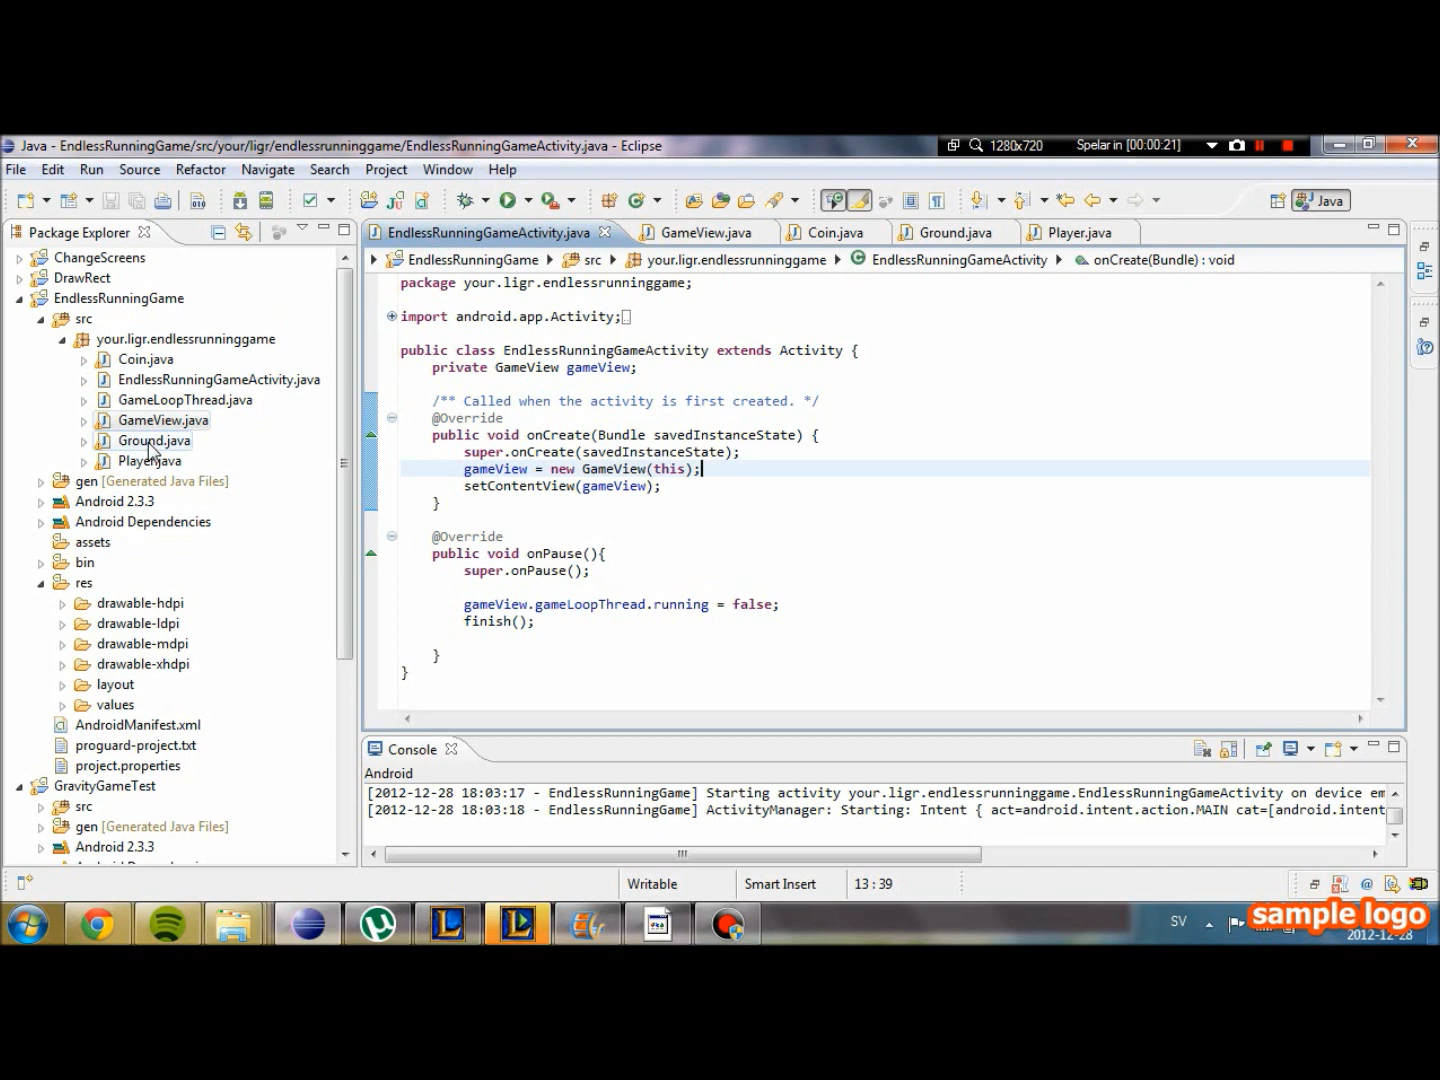 Java - EndlessRunningGame/src/your/ligr/endlessrunninggame/EndlessRunningGameActivity.java - Eclipse
1280x720
Spelar in [00:00:21]
File Edit Run Source Refactor Navigate Search Project Window Help
Java
Package Explorer
EndlessRunningGameActivity.java
GameView.java
Coin.java
Ground.java
Player.java
EndlessRunningGame src your.ligr.endlessrunninggame EndlessRunningGameActivity onCreate(Bundle) : void
ChangeScreens
DrawRect
EndlessRunningGame
src
your.ligr.endlessrunninggame
Coin.java
EndlessRunningGameActivity.java
GameLoopThread.java
GameView.java
Ground.java
Player.java
gen [Generated Java Files]
Android 2.3.3
Android Dependencies
assets
bin
res
drawable-hdpi
drawable-ldpi
drawable-mdpi
drawable-xhdpi
layout
values
AndroidManifest.xml
proguard-project.txt
project.properties
GravityGameTest
src
gen [Generated Java Files]
Android 2.3.3
package your.ligr.endlessrunninggame;
import android.app.Activity;
public class EndlessRunningGameActivity extends Activity {
private GameView gameView;
/** Called when the activity is first created. */
@Override
public void onCreate(Bundle savedInstanceState) {
super.onCreate(savedInstanceState);
gameView = new GameView(this);
setContentView(gameView);
}
@Override
public void onPause(){
super.onPause();
gameView.gameLoopThread.running = false;
finish();
}
}
Console
Android
[2012-12-28 18:03:17 - EndlessRunningGame] Starting activity your.ligr.endlessrunninggame.EndlessRunningGameActivity on device em
[2012-12-28 18:03:18 - EndlessRunningGame] ActivityManager: Starting: Intent { act=android.intent.action.MAIN cat=[android.intent
Writable
Smart Insert
13 : 39
SV
sample logo
2012-12-28